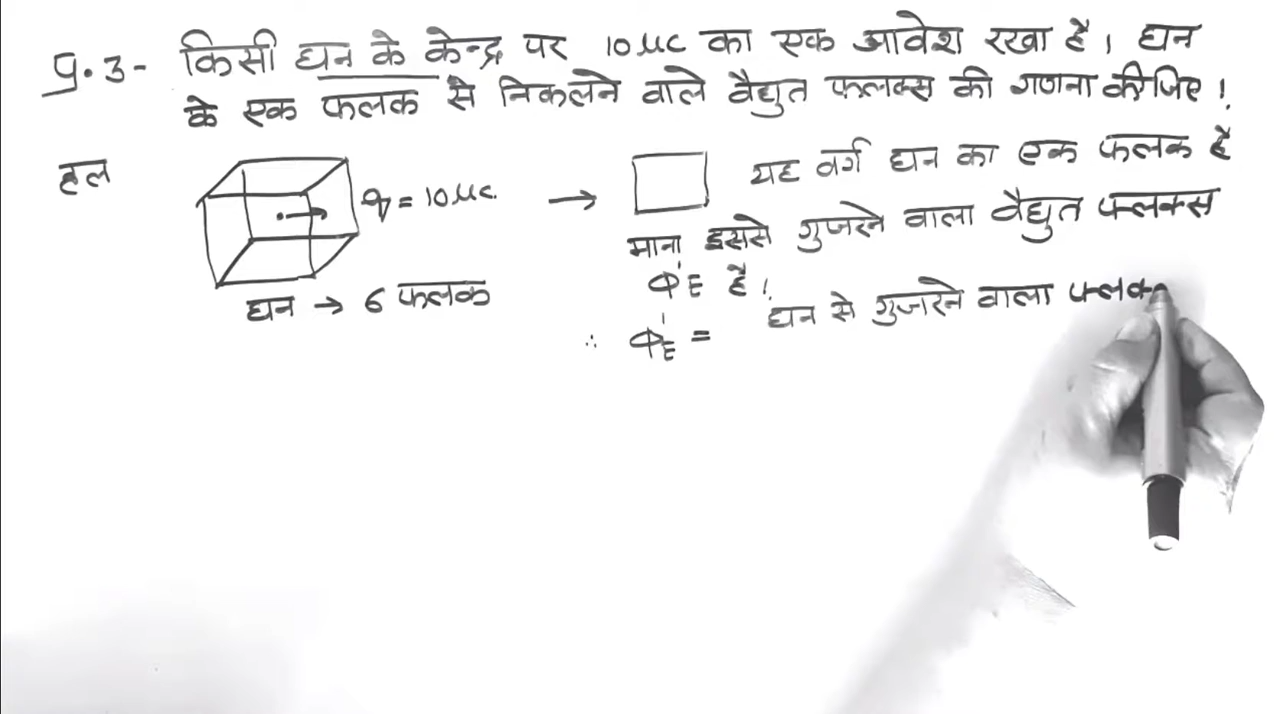 प्र.3- किसी घन के केन्द्र पर 10 μC का एक आवेश रखा है। घन
के एक फलक से निकलने वाले वैद्युत फ्लक्स की गणना कीजिए।
हल
q = 10 μC.
घन → 6 फलक
→ यह वर्ग घन का एक फलक है
माना इससे गुजरने वाला वैद्युत फ्लक्स
Φ'E है।
∴ Φ'E = घन से गुजरने वाला फ्लक